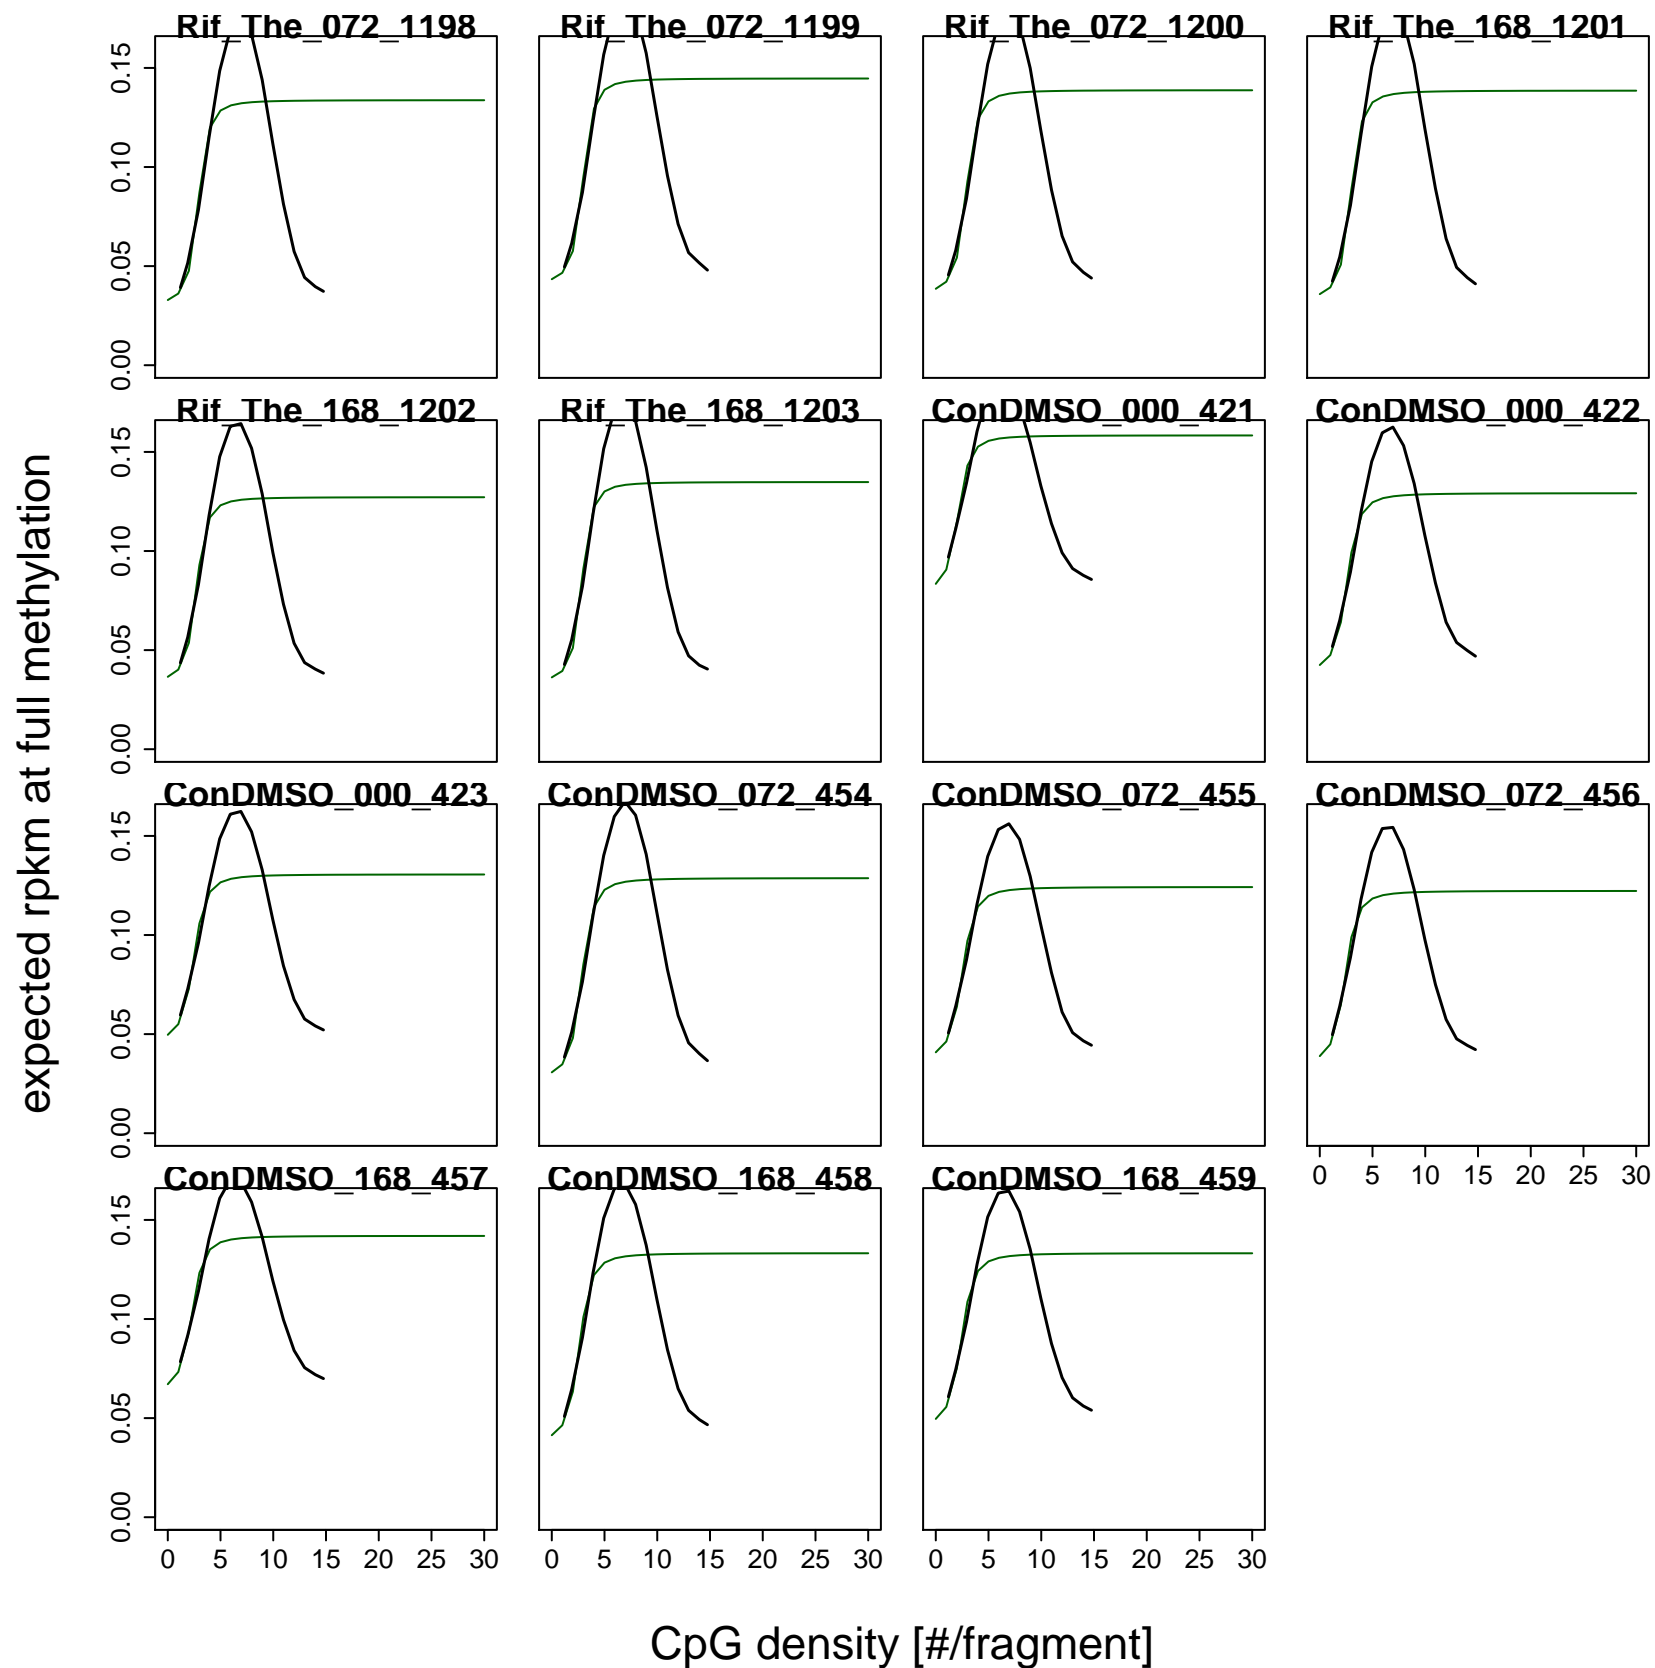 Rif_The_072_1198 Rif_The_072_1199 Rif_The_072_1200 Rif_The_168_1201
0.15
0.10
0.05
0.00
Rif_The_168_1202 Rif_The_168_1203 ConDMSO_000_421 ConDMSO_000_422
0.15
0.10
0.05
0.00
expected rpkm at full methylation
ConDMSO_000_423 ConDMSO_072_454 ConDMSO_072_455 ConDMSO_072_456
0.15
0.10
0.05
0.00
0 5 10 15 20 25 30
ConDMSO_168_457 ConDMSO_168_458 ConDMSO_168_459
0.15
0.10
0.05
0.00
0 5 10 15 20 25 30 0 5 10 15 20 25 30 0 5 10 15 20 25 30
CpG density [#/fragment]